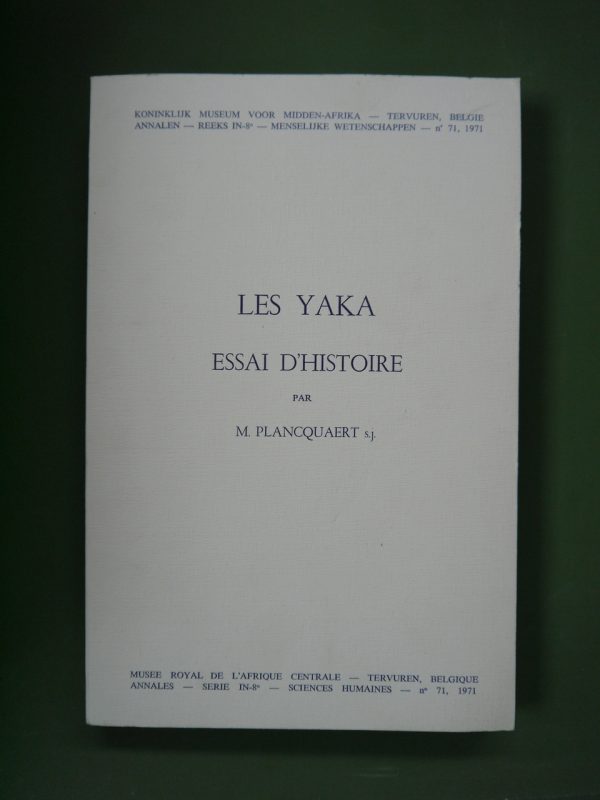 KONINKLIJK MUSEUM VOOR MIDDEN-AFRIKA — TERVUREN, BELGIE
ANNALEN — REEKS IN-8° — MENSELIJKE WETENSCHAPPEN — n° 71, 1971
LES YAKA
ESSAI D'HISTOIRE
PAR
M. PLANCQUAERT s.j.
MUSEE ROYAL DE L'AFRIQUE CENTRALE — TERVUREN, BELGIQUE
ANNALES — SERIE IN-8° — SCIENCES HUMAINES — n° 71, 1971